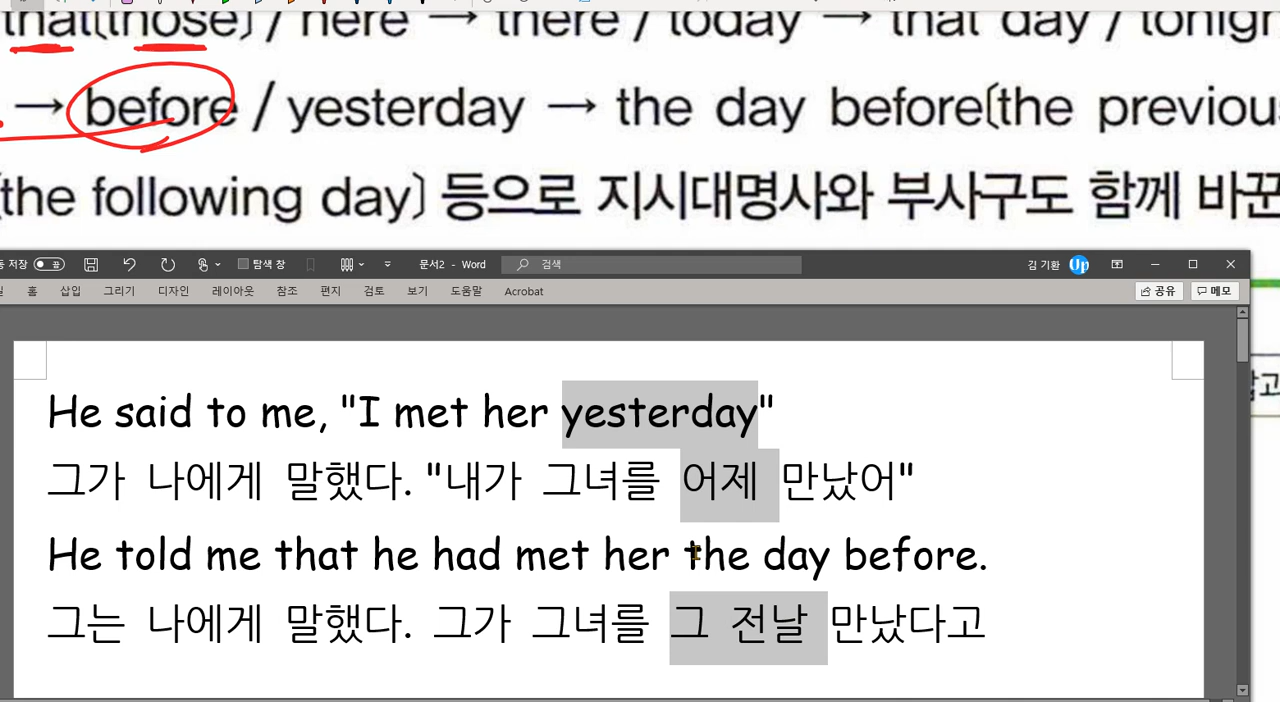 that(those) / here → there / today → that day /
→ before / yesterday → the day before(the
(the following day) 등으로 지시대명사와 부사구도 함께
저장 끔 탐색 창 문서2 - Word 검색 김 기환 Up
홈 삽입 그리기 디자인 레이아웃 참조 편지 검토 보기 도움말 Acrobat 공유 메모
He said to me, "I met her yesterday"
그가 나에게 말했다. "내가 그녀를 어제 만났어"
He told me that he had met her the day before.
그는 나에게 말했다. 그가 그녀를 그 전날 만났다고